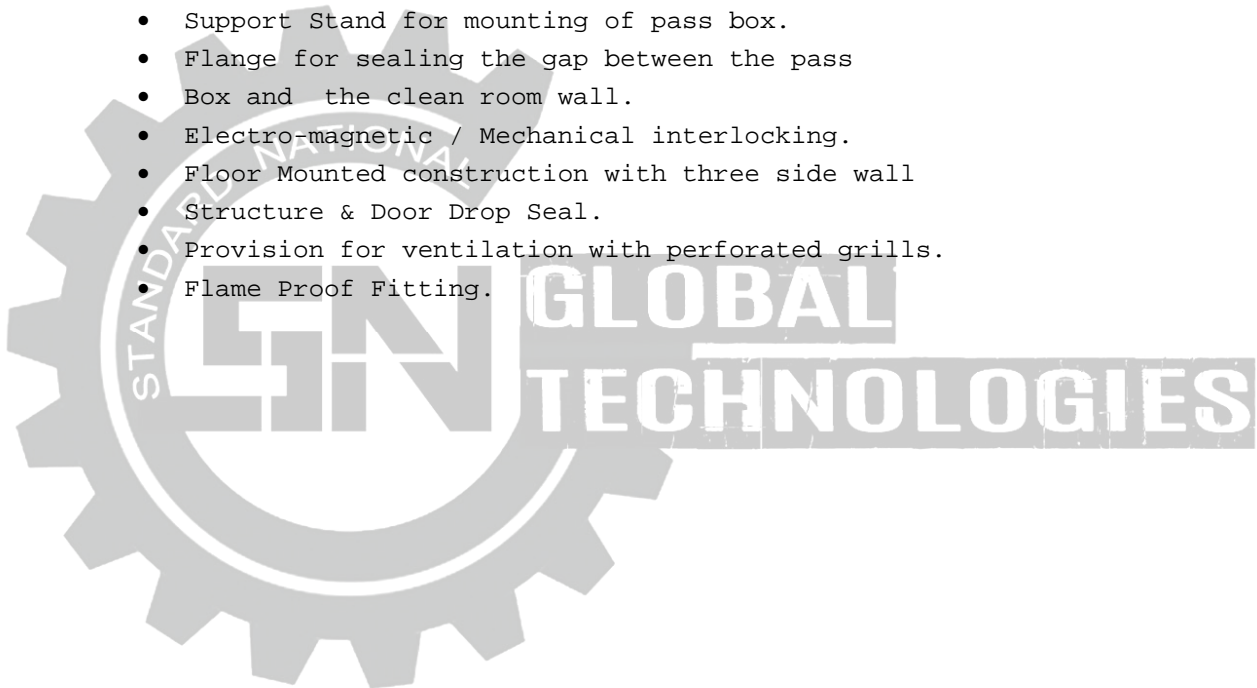 • Support Stand for mounting of pass box.
• Flange for sealing the gap between the pass
• Box and  the clean room wall.
• Electro-magnetic / Mechanical interlocking.
• Floor Mounted construction with three side wall
• Structure & Door Drop Seal.
• Provision for ventilation with perforated grills.
• Flame Proof Fitting.
STANDARD NATIONAL
SN
GLOBAL
TECHNOLOGIES